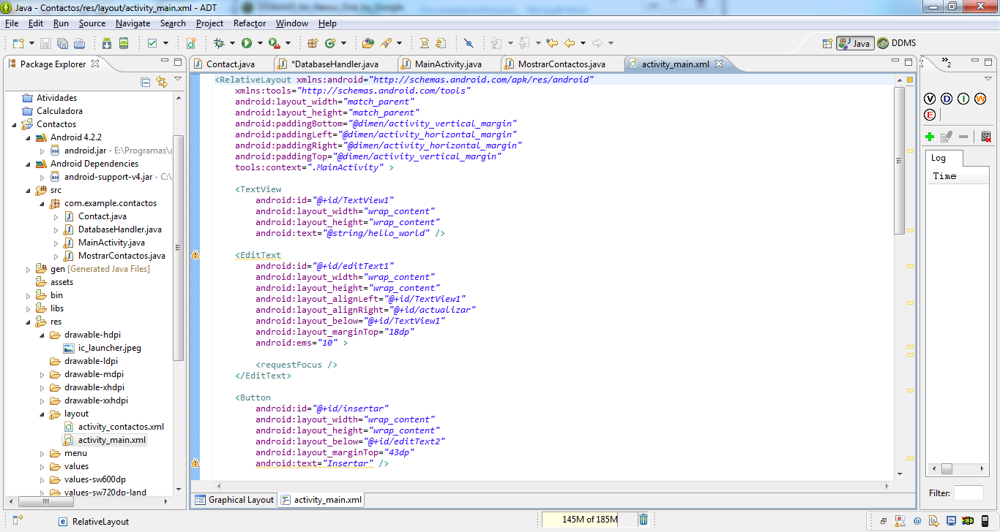 Java - Contactos/res/layout/activity_main.xml - ADT
File Edit Run Source Navigate Search Project Refactor Window Help
Java DDMS
Package Explorer
Contact.java *DatabaseHandler.java MainActivity.java MostrarContactos.java activity_main.xml
2
Atividades
Calculadora
Contactos
Android 4.2.2
android.jar - E:\Programas\a
Android Dependencies
android-support-v4.jar - C:\
src
com.example.contactos
Contact.java
DatabaseHandler.java
MainActivity.java
MostrarContactos.java
gen [Generated Java Files]
assets
bin
libs
res
drawable-hdpi
ic_launcher.jpeg
drawable-ldpi
drawable-mdpi
drawable-xhdpi
drawable-xxhdpi
layout
activity_contactos.xml
activity_main.xml
menu
values
values-sw600dp
values-sw720dp-land
<RelativeLayout xmlns:android="http://schemas.android.com/apk/res/android"
xmlns:tools="http://schemas.android.com/tools"
android:layout_width="match_parent"
android:layout_height="match_parent"
android:paddingBottom="@dimen/activity_vertical_margin"
android:paddingLeft="@dimen/activity_horizontal_margin"
android:paddingRight="@dimen/activity_horizontal_margin"
android:paddingTop="@dimen/activity_vertical_margin"
tools:context=".MainActivity" >
<TextView
android:id="@+id/TextView1"
android:layout_width="wrap_content"
android:layout_height="wrap_content"
android:text="@string/hello_world" />
<EditText
android:id="@+id/editText1"
android:layout_width="wrap_content"
android:layout_height="wrap_content"
android:layout_alignLeft="@+id/TextView1"
android:layout_alignRight="@+id/actualizar"
android:layout_below="@+id/TextView1"
android:layout_marginTop="18dp"
android:ems="10" >
<requestFocus />
</EditText>
<Button
android:id="@+id/insertar"
android:layout_width="wrap_content"
android:layout_height="wrap_content"
android:layout_below="@+id/editText2"
android:layout_marginTop="43dp"
android:text="Insertar" />
Graphical Layout activity_main.xml
V D I W
E
Log
Time
Filter:
RelativeLayout
145M of 185M